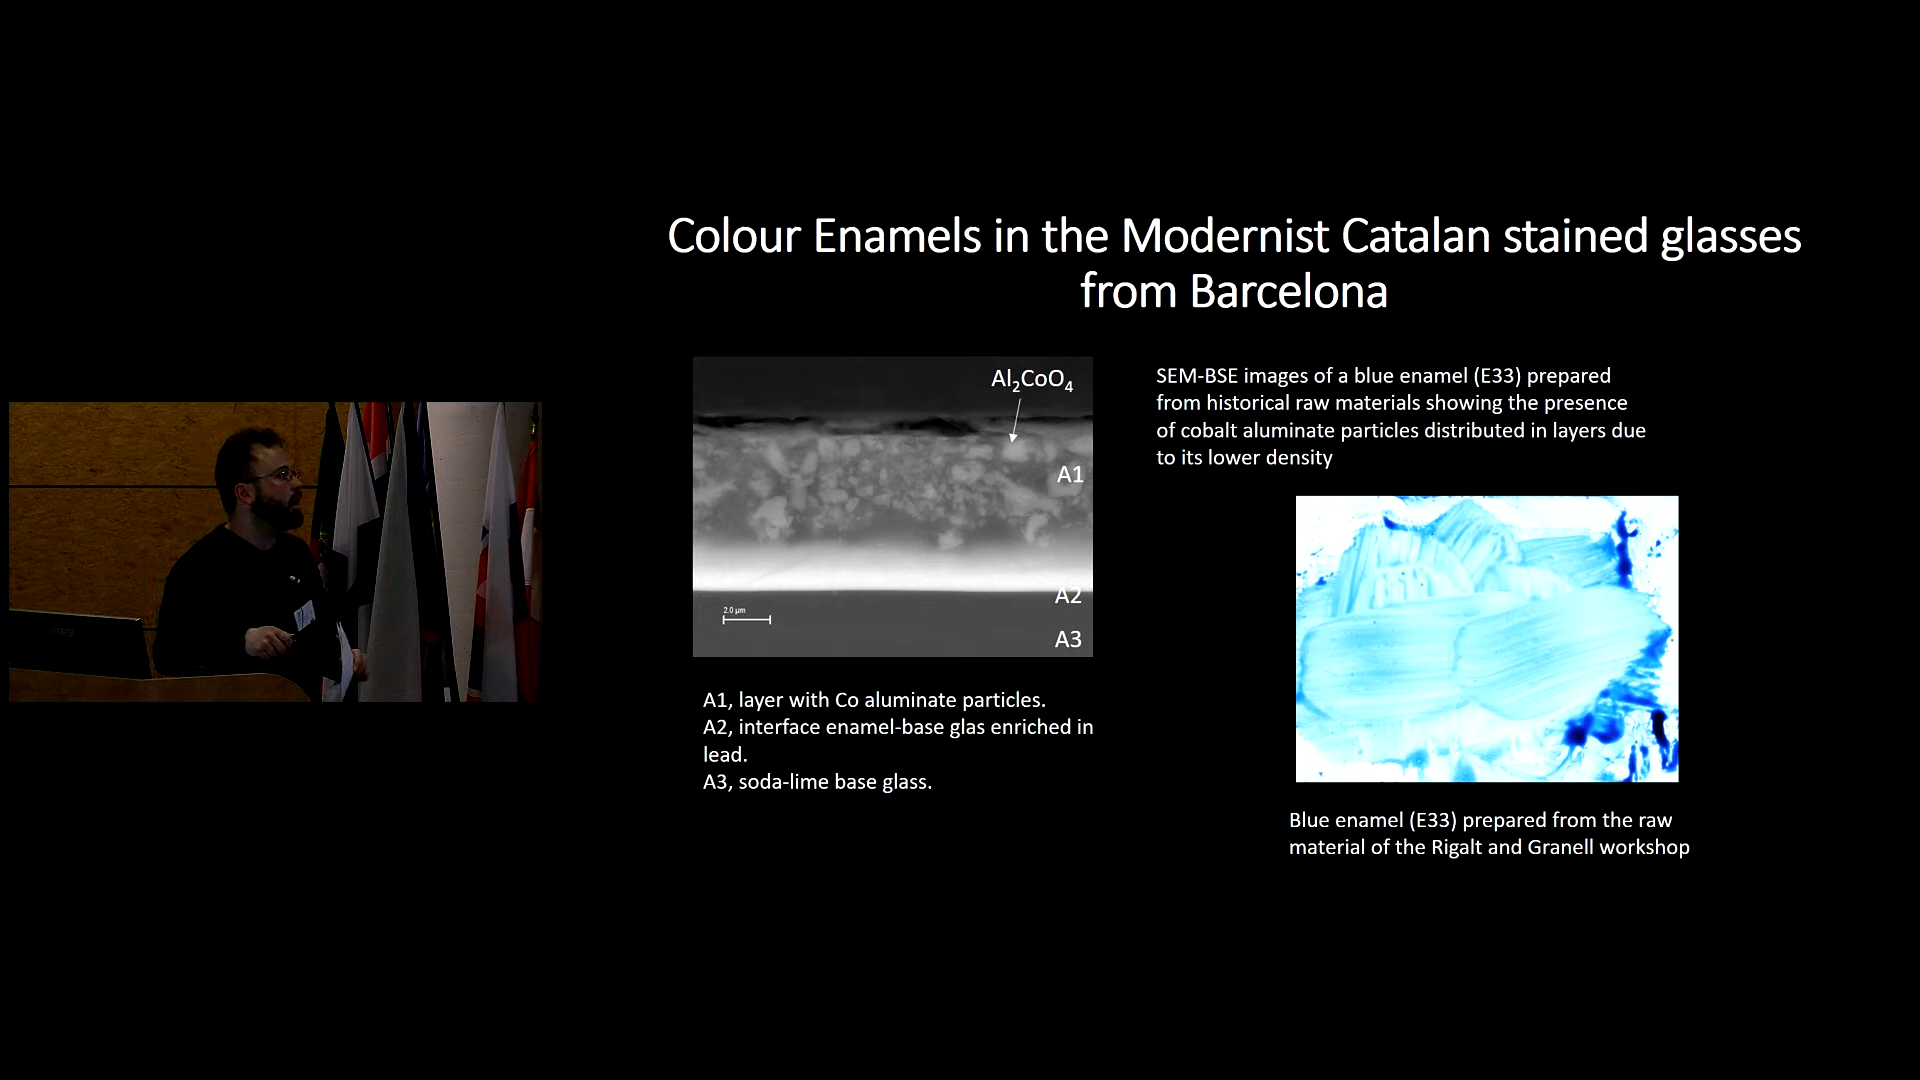 Colour Enamels in the Modernist Catalan stained glasses
from Barcelona
Al₂CoO₄
A1
A2
A3
2.0 µm
A1, layer with Co aluminate particles.
A2, interface enamel-base glas enriched in
lead.
A3, soda-lime base glass.
SEM-BSE images of a blue enamel (E33) prepared
from historical raw materials showing the presence
of cobalt aluminate particles distributed in layers due
to its lower density
Blue enamel (E33) prepared from the raw
material of the Rigalt and Granell workshop